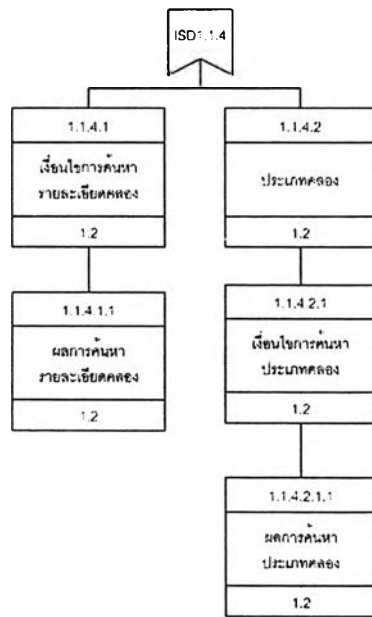 ISD1.1.4
1.1.4.1
เงื่อนไขการค้นหา
รายละเอียดคลอง
1.2
1.1.4.1.1
ผลการค้นหา
รายละเอียดคลอง
1.2
1.1.4.2
ประเภทคลอง
1.2
1.1.4.2.1
เงื่อนไขการค้นหา
ประเภทคลอง
1.2
1.1.4.2.1.1
ผลการค้นหา
ประเภทคลอง
1.2